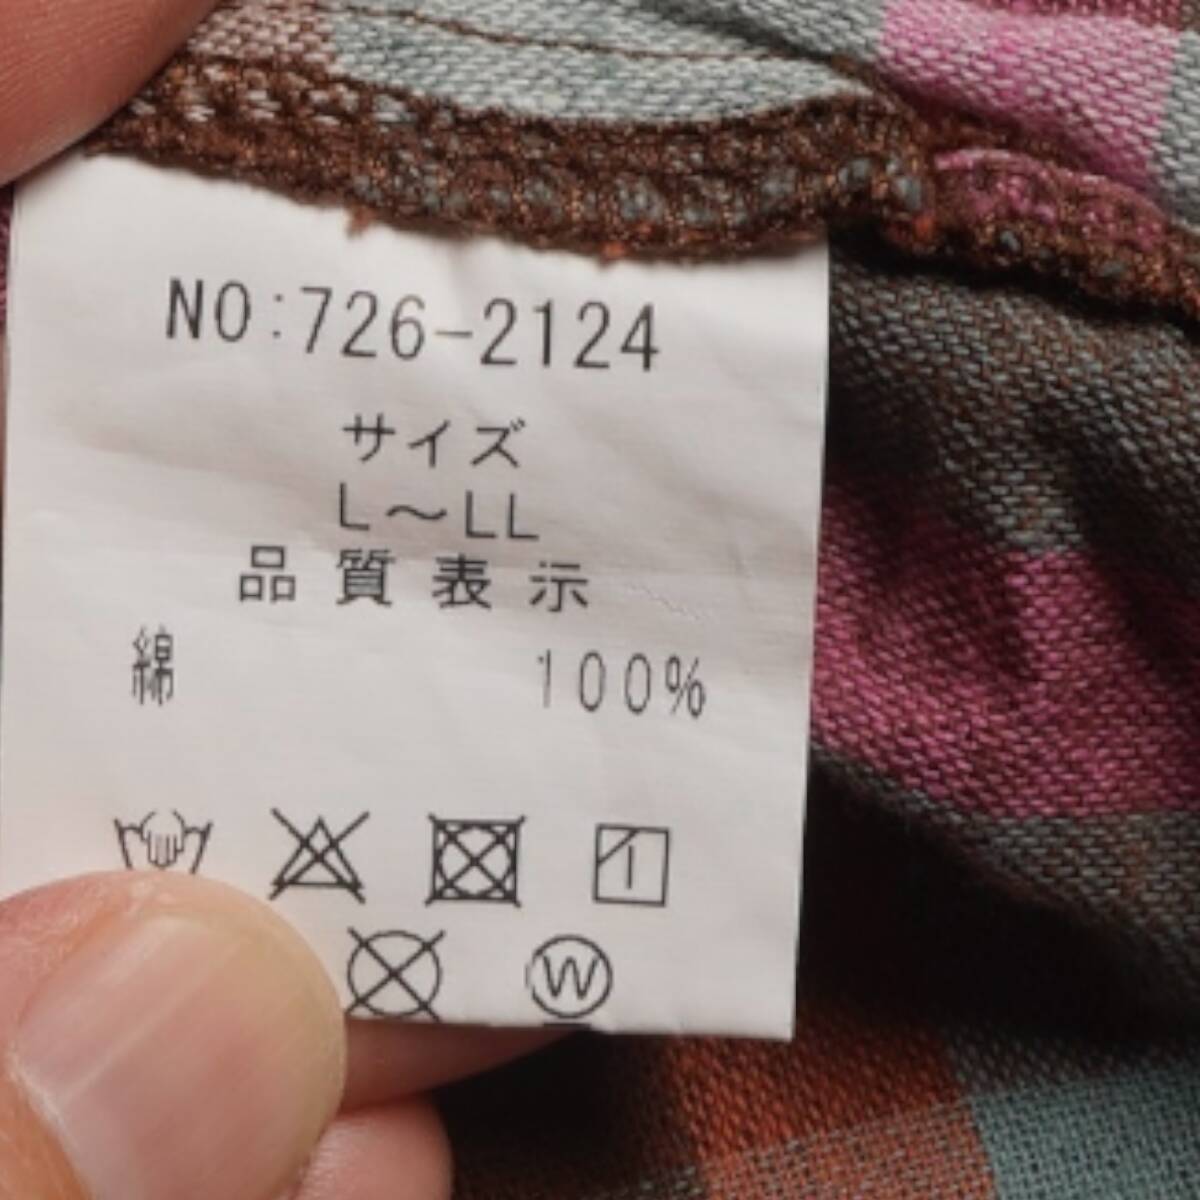 NO:726-2124
サイズ
L～LL
品質表示
綿 100%
W